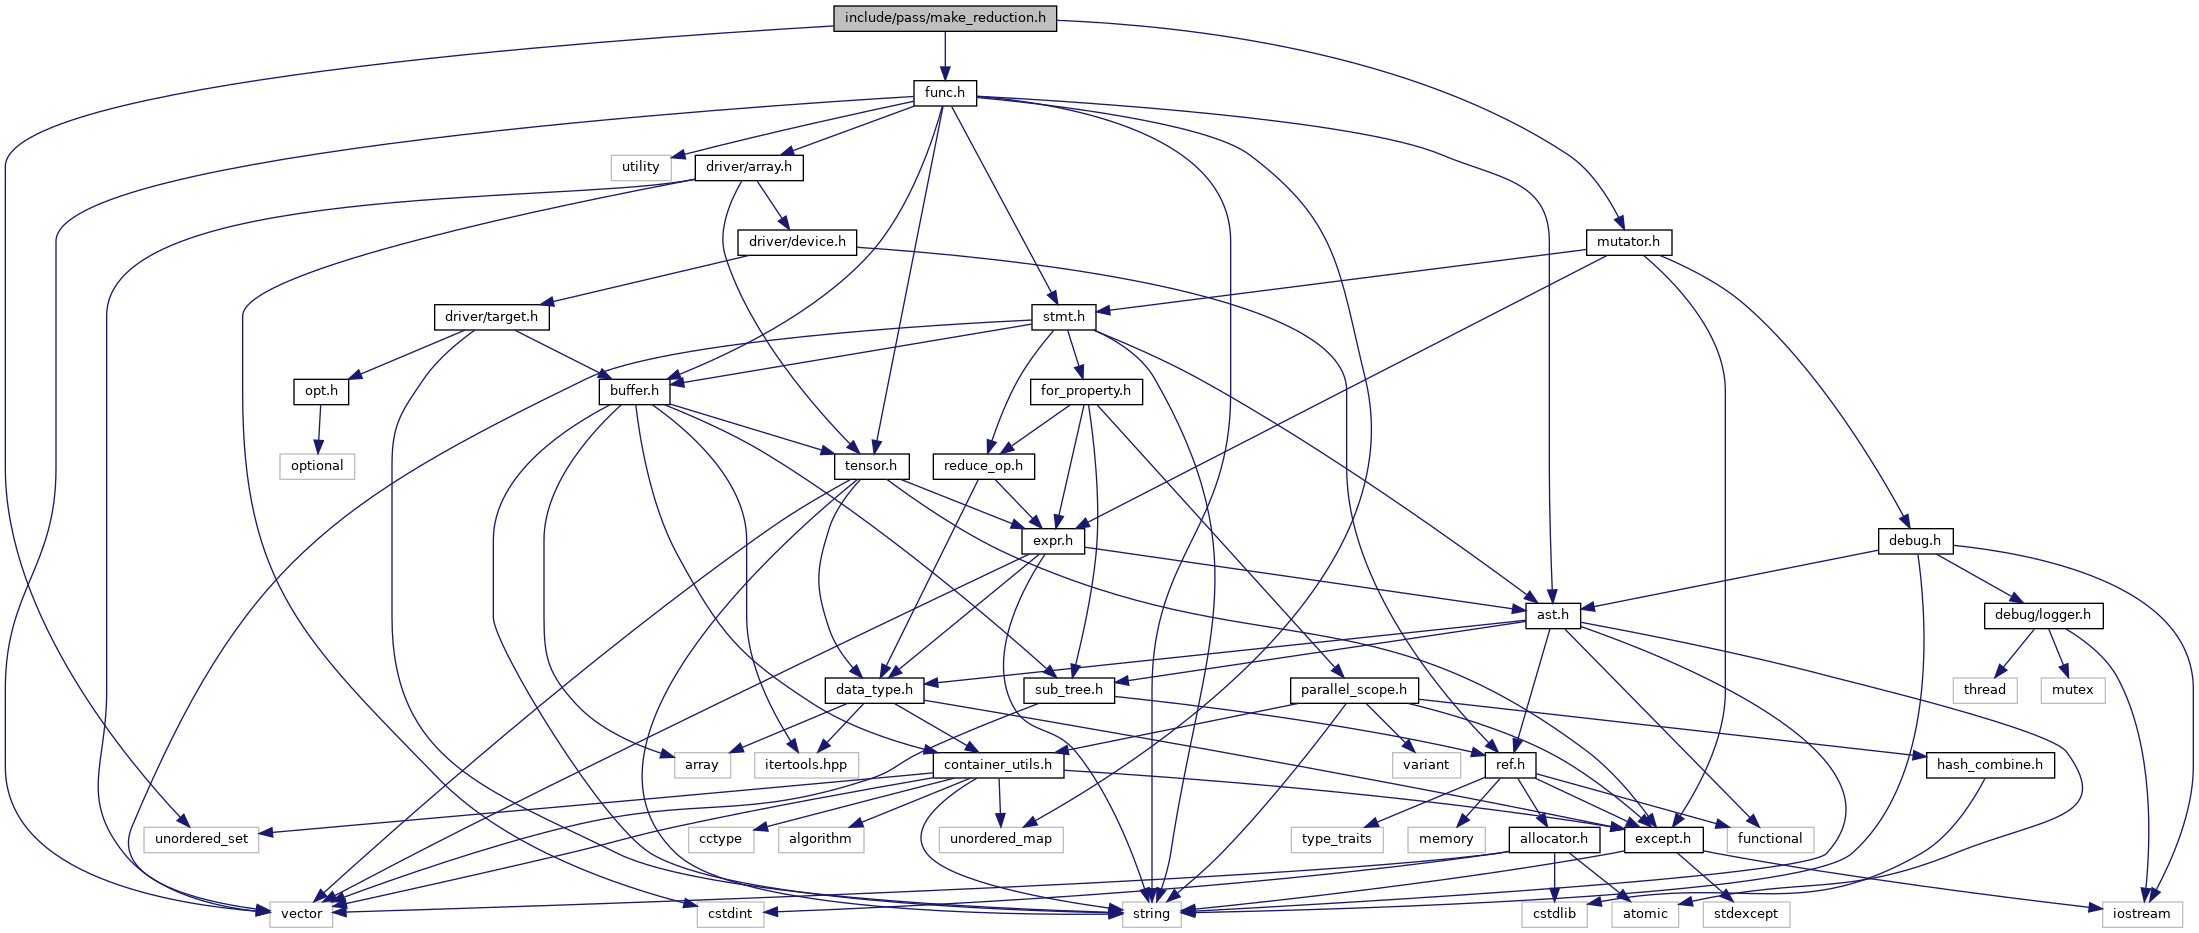 include/pass/make_reduction.h
func.h
utility
driver/array.h
driver/device.h
mutator.h
driver/target.h
stmt.h
opt.h
buffer.h
for_property.h
optional
tensor.h
reduce_op.h
expr.h
debug.h
ast.h
debug/logger.h
data_type.h
sub_tree.h
parallel_scope.h
thread
mutex
array
itertools.hpp
container_utils.h
variant
ref.h
hash_combine.h
unordered_set
cctype
algorithm
unordered_map
type_traits
memory
allocator.h
except.h
functional
vector
cstdint
string
cstdlib
atomic
stdexcept
iostream